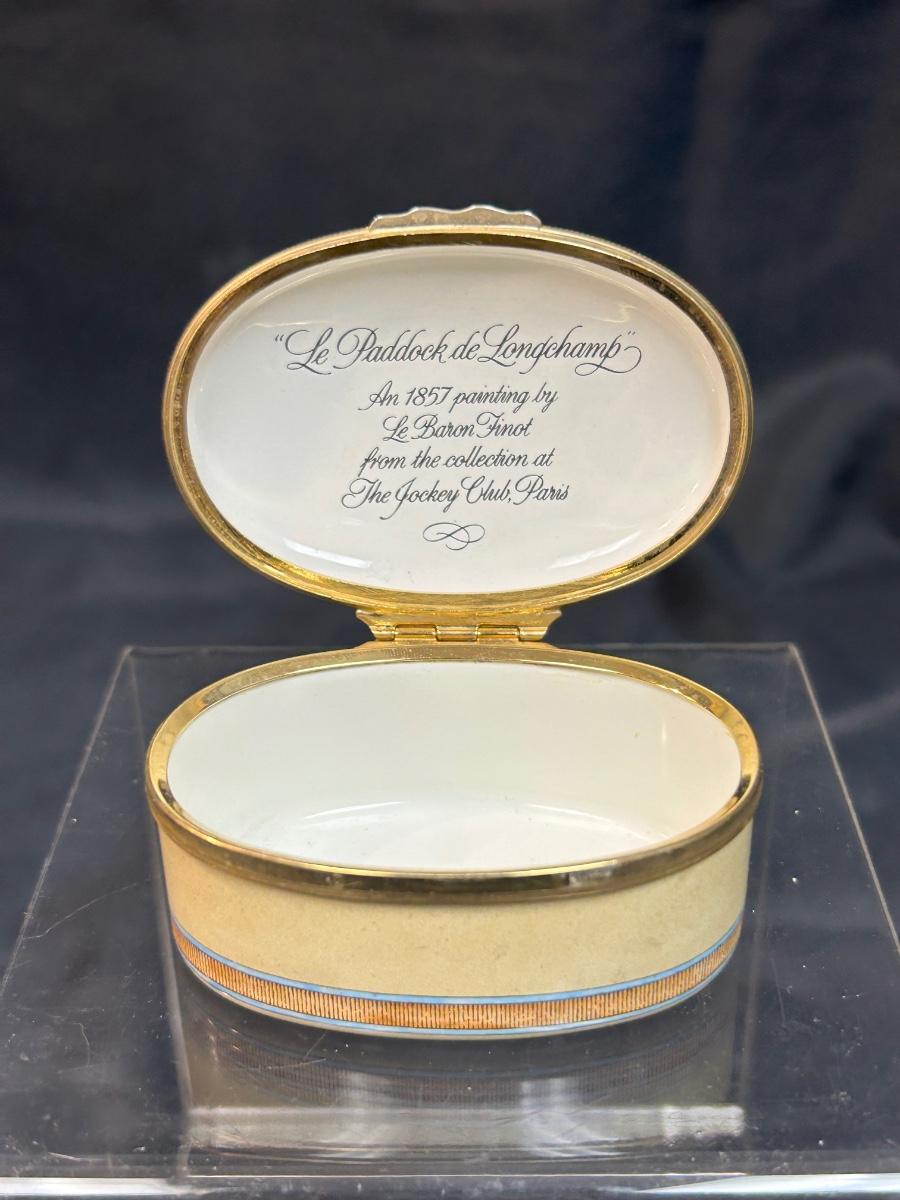 "Le Paddock de Longchamp"
An 1857 painting by
Le Baron Finot
from the collection at
The Jockey Club, Paris